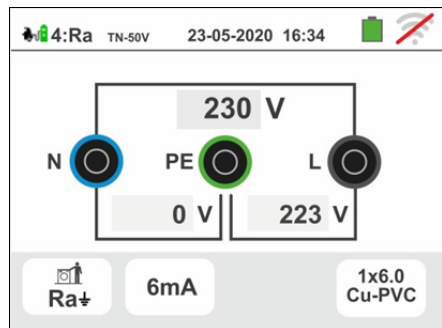 4:Ra TN-50V 23-05-2020 16:34
230 V
N PE L
0 V 223 V
Ra 6mA 1x6.0
Cu-PVC